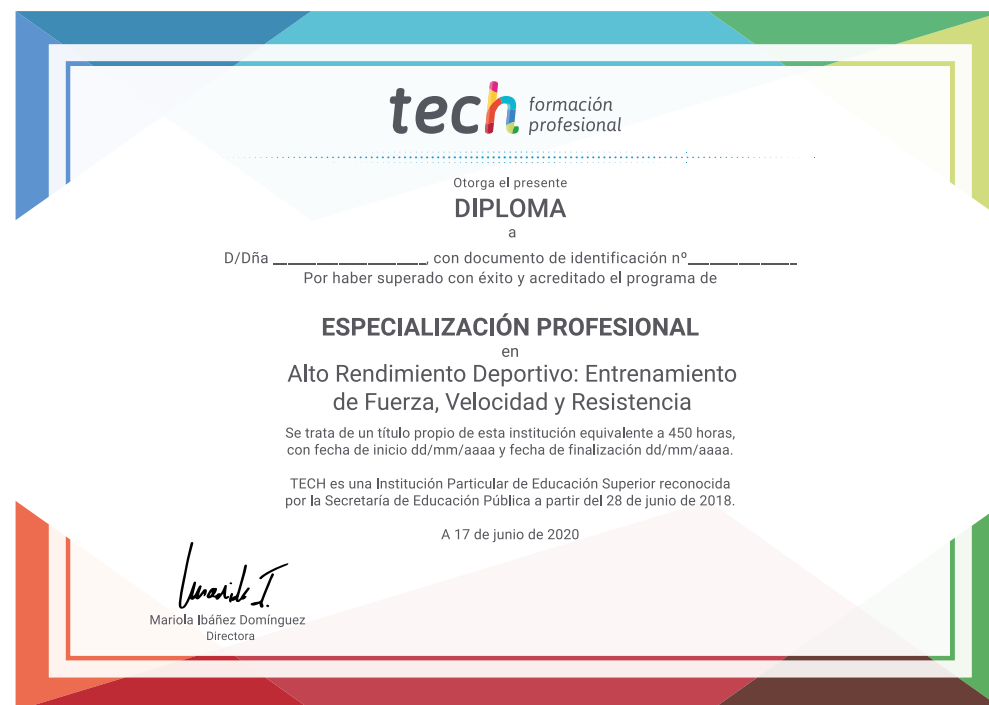 tech formación
profesional
Otorga el presente
DIPLOMA
a
D/Dña ____________________, con documento de identificación nº______________
Por haber superado con éxito y acreditado el programa de
ESPECIALIZACIÓN PROFESIONAL
en
Alto Rendimiento Deportivo: Entrenamiento
de Fuerza, Velocidad y Resistencia
Se trata de un título propio de esta institución equivalente a 450 horas,
con fecha de inicio dd/mm/aaaa y fecha de finalización dd/mm/aaaa.
TECH es una Institución Particular de Educación Superior reconocida
por la Secretaría de Educación Pública a partir del 28 de junio de 2018.
A 17 de junio de 2020
Mariola Ibáñez Domínguez
Directora